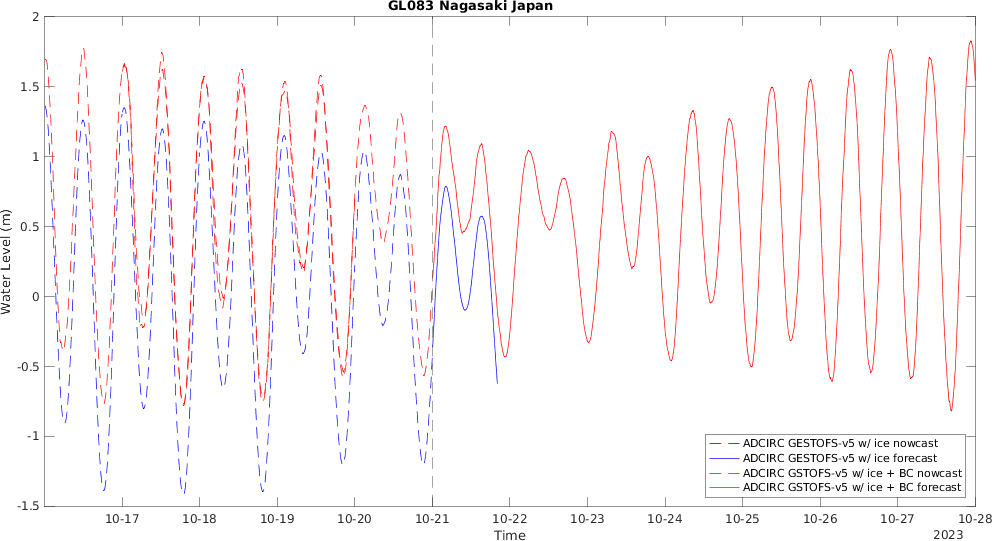 GL083 Nagasaki Japan
2
1.5
1
0.5
0
-0.5
-1
-1.5
Water Level (m)
ADCIRC GESTOFS-v5 w/ ice nowcast
ADCIRC GESTOFS-v5 w/ ice forecast
ADCIRC GSTOFS-v5 w/ ice + BC nowcast
ADCIRC GSTOFS-v5 w/ ice + BC forecast
10-17 10-18 10-19 10-20 10-21 10-22 10-23 10-24 10-25 10-26 10-27 10-28
Time
2023